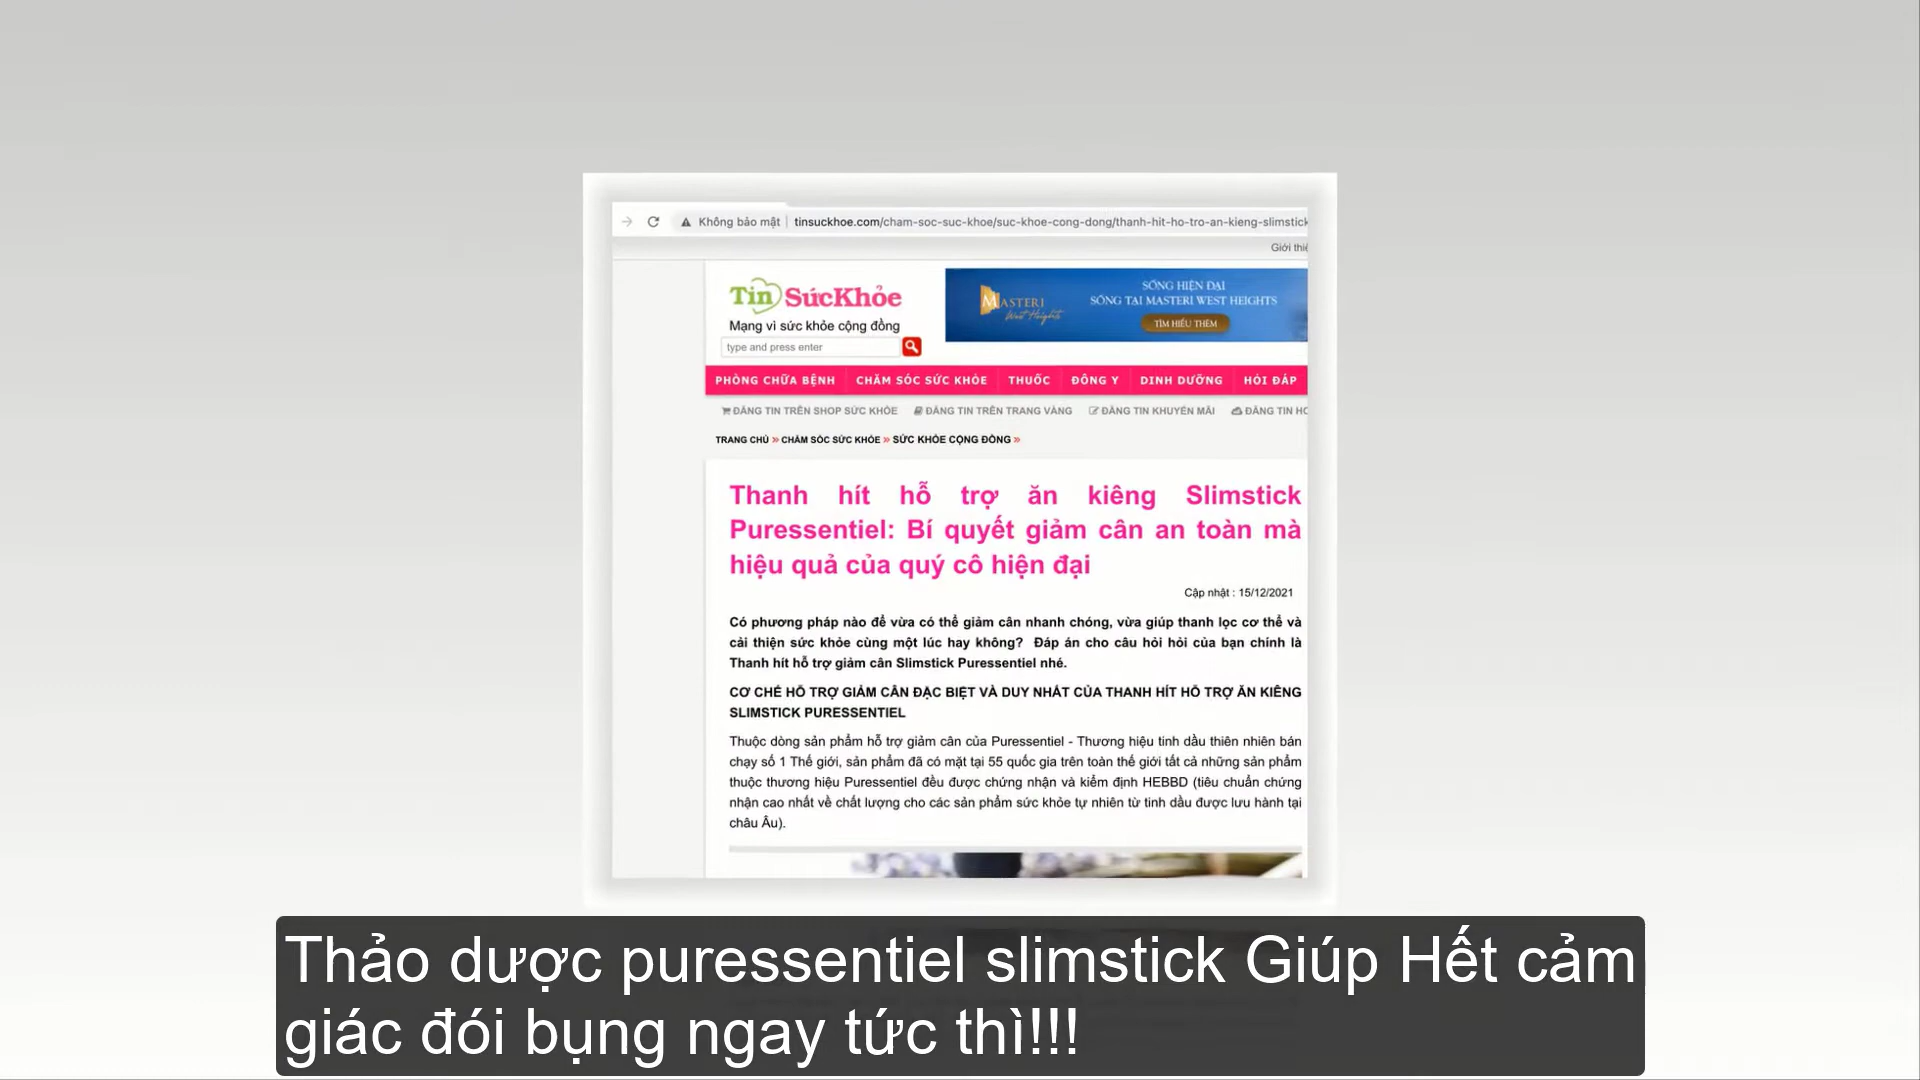 Không bảo mật | tinsuckhoe.com/cham-soc-suc-khoe/suc-khoe-cong-dong/thanh-hit-ho-tro-an-kieng-slimstick
Giới thiệ
Tin SứcKhỏe
Mạng vì sức khỏe cộng đồng
type and press enter
MASTERI
West Heights
SỐNG HIỆN ĐẠI
SỐNG TẠI MASTERI WEST HEIGHTS
TÌM HIỂU THÊM
PHÒNG CHỮA BỆNH CHĂM SÓC SỨC KHỎE THUỐC ĐÔNG Y DINH DƯỠNG HỎI ĐÁP
ĐĂNG TIN TRÊN SHOP SỨC KHỎE ĐĂNG TIN TRÊN TRANG VÀNG ĐĂNG TIN KHUYẾN MÃI ĐĂNG TIN HO
TRANG CHỦ » CHĂM SÓC SỨC KHỎE » SỨC KHỎE CỘNG ĐỒNG »
Thanh hít hỗ trợ ăn kiêng Slimstick
Puressentiel: Bí quyết giảm cân an toàn mà
hiệu quả của quý cô hiện đại
Cập nhật : 15/12/2021
Có phương pháp nào để vừa có thể giảm cân nhanh chóng, vừa giúp thanh lọc cơ thể và
cải thiện sức khỏe cùng một lúc hay không? Đáp án cho câu hỏi hỏi của bạn chính là
Thanh hít hỗ trợ giảm cân Slimstick Puressentiel nhé.
CƠ CHẾ HỖ TRỢ GIẢM CÂN ĐẶC BIỆT VÀ DUY NHẤT CỦA THANH HÍT HỖ TRỢ ĂN KIÊNG
SLIMSTICK PURESSENTIEL
Thuộc dòng sản phẩm hỗ trợ giảm cân của Puressentiel - Thương hiệu tinh dầu thiên nhiên bán
chạy số 1 Thế giới, sản phẩm đã có mặt tại 55 quốc gia trên toàn thế giới tất cả những sản phẩm
thuộc thương hiệu Puressentiel đều được chứng nhận và kiểm định HEBBD (tiêu chuẩn chứng
nhận cao nhất về chất lượng cho các sản phẩm sức khỏe tự nhiên từ tinh dầu được lưu hành tại
châu Âu).
Thảo dược puressentiel slimstick Giúp Hết cảm
giác đói bụng ngay tức thì!!!